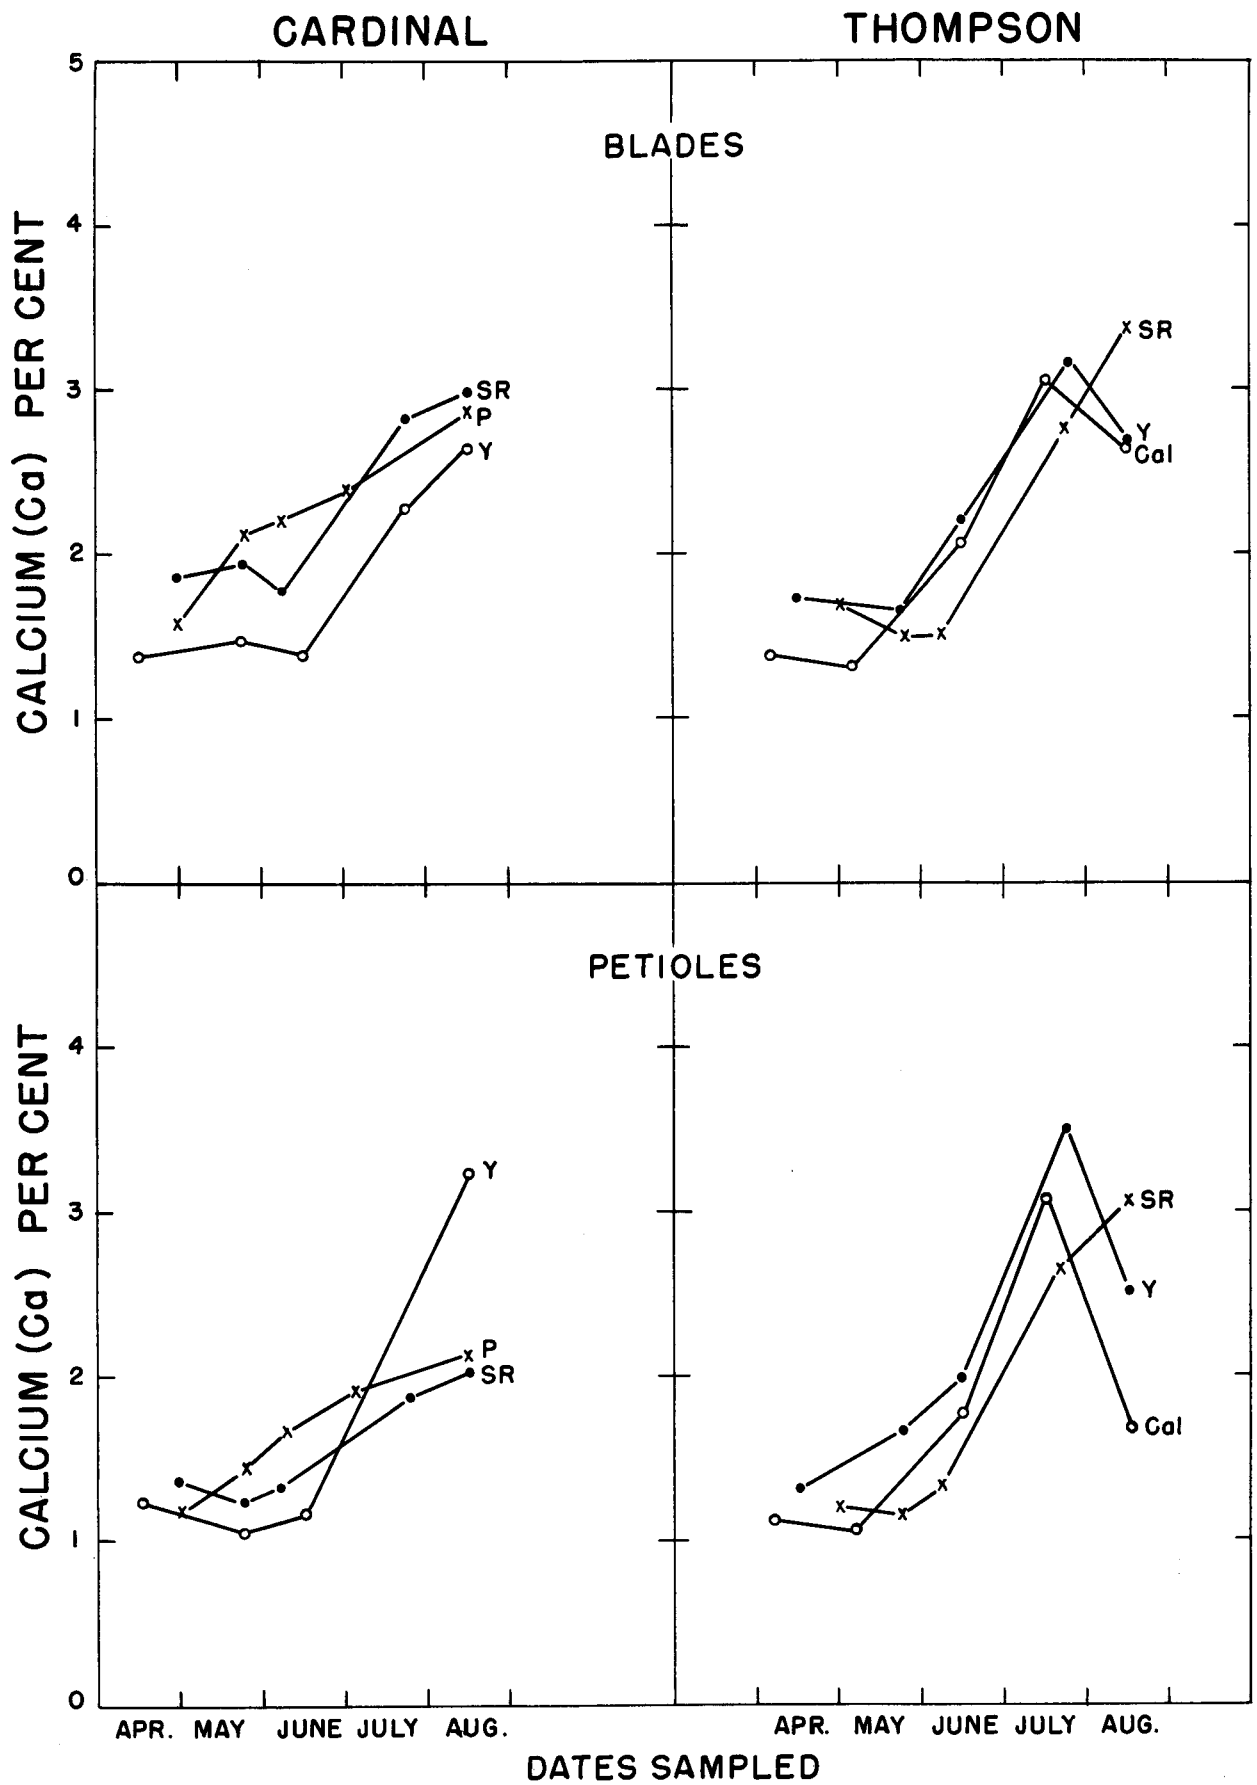 CARDINAL THOMPSON
BLADES
CALCIUM (Ca) PER CENT
5
4
3
2
1
0
SR
P
Y
SR
Y
Cal
PETIOLES
CALCIUM (Ca) PER CENT
4
3
2
1
0
Y
P
SR
SR
Y
Cal
APR. MAY JUNE JULY AUG. APR. MAY JUNE JULY AUG.
DATES SAMPLED